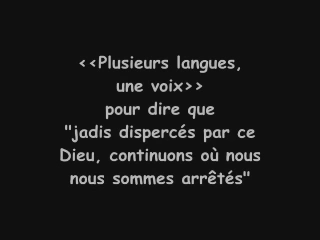 <<Plusieurs langues,
une voix>>
pour dire que
"jadis dispercés par ce
Dieu, continuons où nous
nous sommes arrêtés"